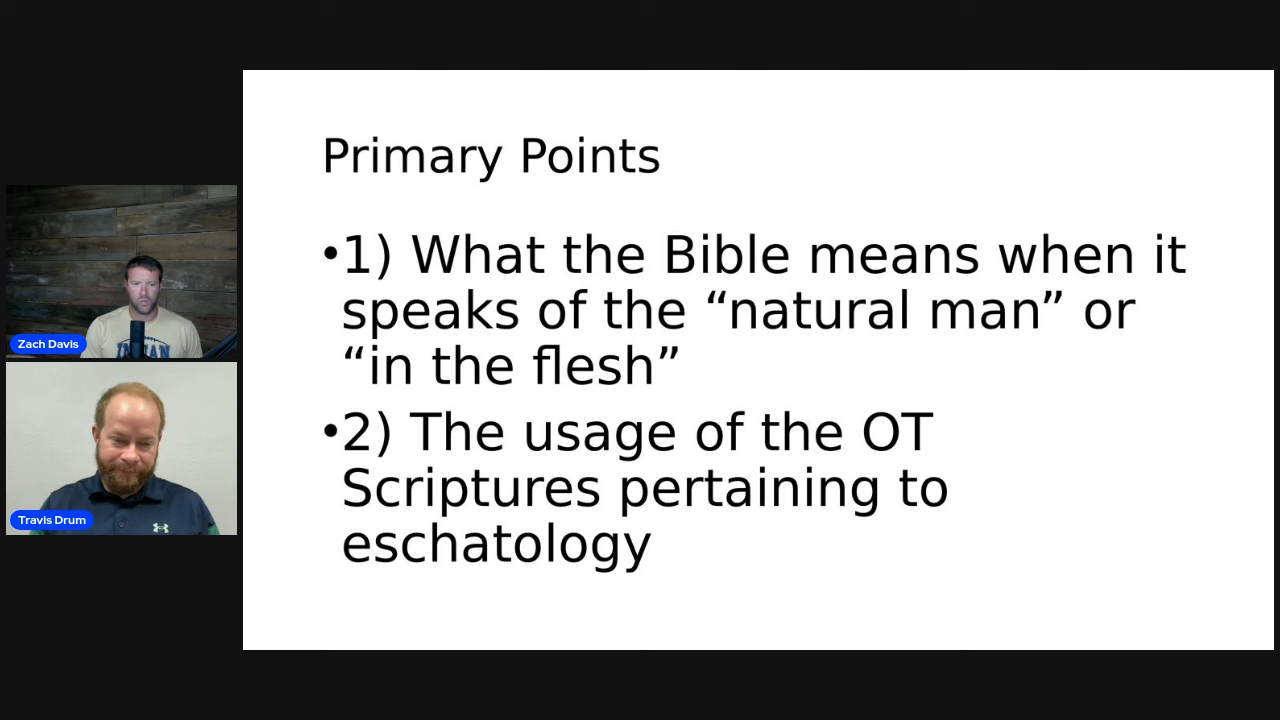 Primary Points
•1) What the Bible means when it
speaks of the “natural man” or
“in the flesh”
•2) The usage of the OT
Scriptures pertaining to
eschatology
Zach Davis
Travis Drum